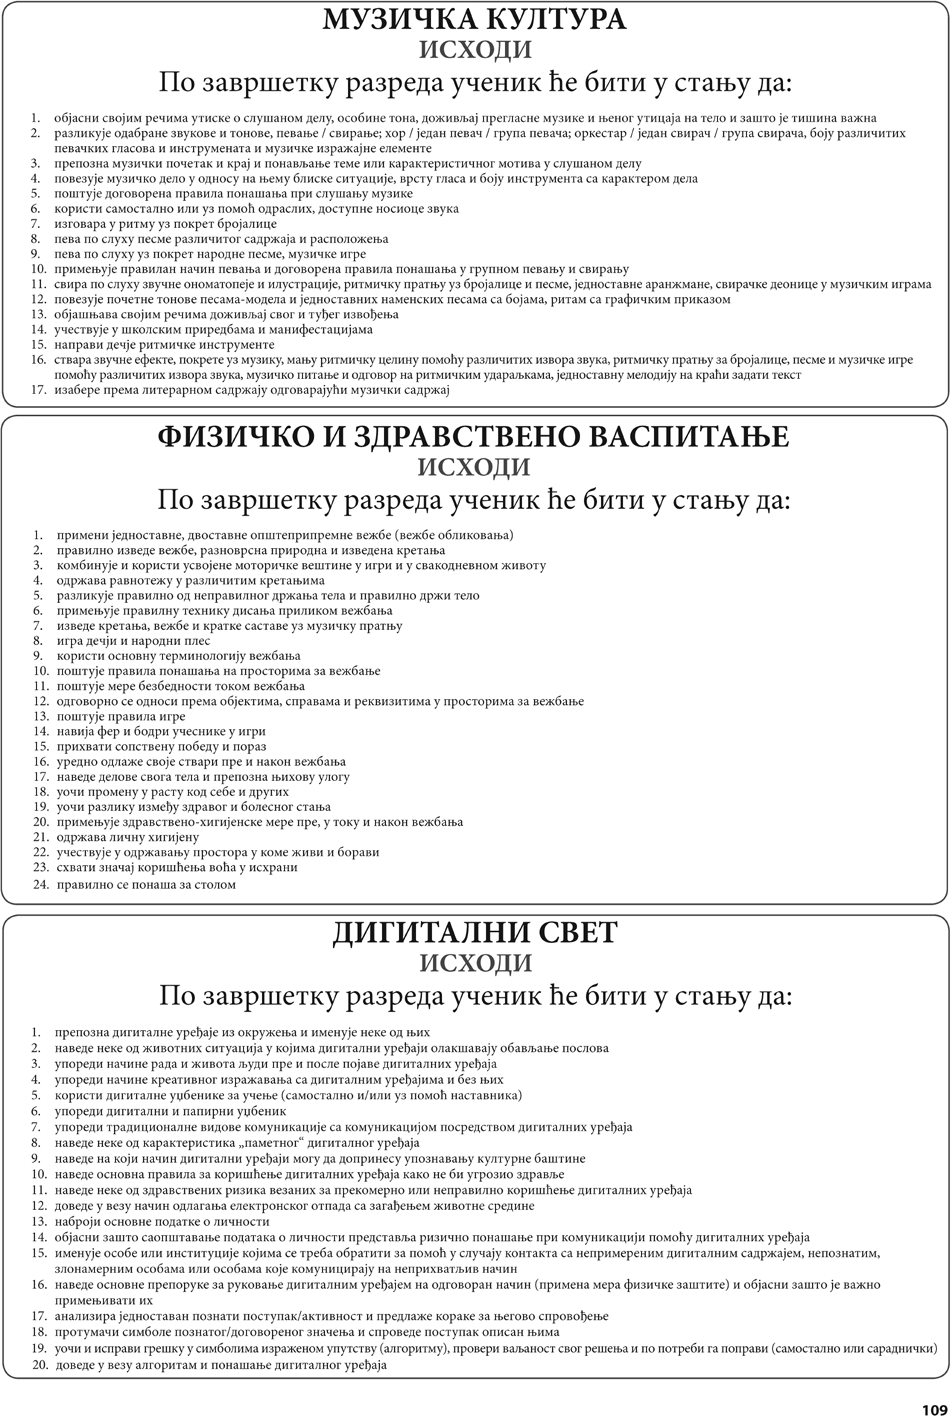 МУЗИЧКА КУЛТУРА
ИСХОДИ
По завршетку разреда ученик ће бити у стању да:
1. објасни својим речима утиске о слушаном делу, особине тона, доживљај прегласне музике и њеног утицаја на тело и зашто је тишина важна
2. разликује одабране звукове и тонове, певање / свирање; хор / један певач / група певача; оркестар / један свирач / група свирача, боју различитих
певачких гласова и инструмената и музичке изражајне елементе
3. препозна музички почетак и крај и понављање теме или карактеристичног мотива у слушаном делу
4. повезује музичко дело у односу на њему блиске ситуације, врсту гласа и боју инструмента са карактером дела
5. поштује договорена правила понашања при слушању музике
6. користи самостално или уз помоћ одраслих, доступне носиоце звука
7. изговара у ритму уз покрет бројалице
8. пева по слуху песме различитог садржаја и расположења
9. пева по слуху уз покрет народне песме, музичке игре
10. примењује правилан начин певања и договорена правила понашања у групном певању и свирању
11. свира по слуху звучне ономатопеје и илустрације, ритмичку пратњу уз бројалице и песме, једноставне аранжмане, свирачке деонице у музичким играма
12. повезује почетне тонове песама-модела и једноставних наменских песама са бојама, ритам са графичким приказом
13. објашњава својим речима доживљај свог и туђег извођења
14. учествује у школским приредбама и манифестацијама
15. направи дечје ритмичке инструменте
16. ствара звучне ефекте, покрете уз музику, мању ритмичку целину помоћу различитих извора звука, ритмичку пратњу за бројалице, песме и музичке игре
помоћу различитих извора звука, музичко питање и одговор на ритмичким удараљкама, једноставну мелодију на краћи задати текст
17. изабере према литерарном садржају одговарајући музички садржај
ФИЗИЧКО И ЗДРАВСТВЕНО ВАСПИТАЊЕ
ИСХОДИ
По завршетку разреда ученик ће бити у стању да:
1. примени једноставне, двоставне општеприпремне вежбе (вежбе обликовања)
2. правилно изведе вежбе, разноврсна природна и изведена кретања
3. комбинује и користи усвојене моторичке вештине у игри и у свакодневном животу
4. одржава равнотежу у различитим кретањима
5. разликује правилно од неправилног држања тела и правилно држи тело
6. примењује правилну технику дисања приликом вежбања
7. изведе кретања, вежбе и кратке саставе уз музичку пратњу
8. игра дечји и народни плес
9. користи основну терминологију вежбања
10. поштује правила понашања на просторима за вежбање
11. поштује мере безбедности током вежбања
12. одговорно се односи према објектима, справама и реквизитима у просторима за вежбање
13. поштује правила игре
14. навија фер и бодри учеснике у игри
15. прихвати сопствену победу и пораз
16. уредно одлаже своје ствари пре и након вежбања
17. наведе делове свога тела и препозна њихову улогу
18. уочи промену у расту код себе и других
19. уочи разлику између здравог и болесног стања
20. примењује здравствено-хигијенске мере пре, у току и након вежбања
21. одржава личну хигијену
22. учествује у одржавању простора у коме живи и борави
23. схвати значај коришћења воћа у исхрани
24. правилно се понаша за столом
ДИГИТАЛНИ СВЕТ
ИСХОДИ
По завршетку разреда ученик ће бити у стању да:
1. препозна дигиталне уређаје из окружења и именује неке од њих
2. наведе неке од животних ситуација у којима дигитални уређаји олакшавају обављање послова
3. упореди начине рада и живота људи пре и после појаве дигиталних уређаја
4. упореди начине креативног изражавања са дигиталним уређајима и без њих
5. користи дигиталне уџбенике за учење (самостално и/или уз помоћ наставника)
6. упореди дигитални и папирни уџбеник
7. упореди традиционалне видове комуникације са комуникацијом посредством дигиталних уређаја
8. наведе неке од карактеристика „паметног“ дигиталног уређаја
9. наведе на који начин дигитални уређаји могу да допринесу упознавању културне баштине
10. наведе основна правила за коришћење дигиталних уређаја како не би угрозио здравље
11. наведе неке од здравствених ризика везаних за прекомерно или неправилно коришћење дигиталних уређаја
12. доведе у везу начин одлагања електронског отпада са загађењем животне средине
13. наброји основне податке о личности
14. објасни зашто саопштавање података о личности представља ризично понашање при комуникацији помоћу дигиталних уређаја
15. именује особе или институције којима се треба обратити за помоћ у случају контакта са непримереним дигиталним садржајем, непознатим,
злонамерним особама или особама које комуницирају на неприхватљив начин
16. наведе основне препоруке за руковање дигиталним уређајем на одговоран начин (примена мера физичке заштите) и објасни зашто је важно
примењивати их
17. анализира једноставан познати поступак/активност и предлаже кораке за његово спровођење
18. протумачи симболе познатог/договореног значења и спроведе поступак описан њима
19. уочи и исправи грешку у симболима израженом упутству (алгоритму), провери ваљаност свог решења и по потреби га поправи (самостално или сараднички)
20. доведе у везу алгоритам и понашање дигиталног уређаја
109